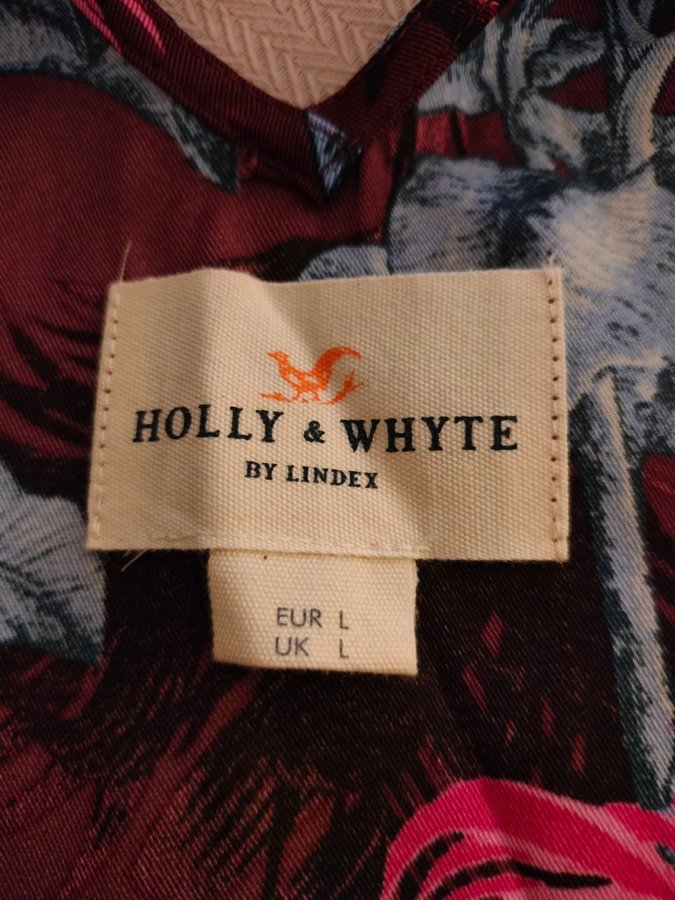 HOLLY & WHYTE
BY LINDEX
EUR L
UK L